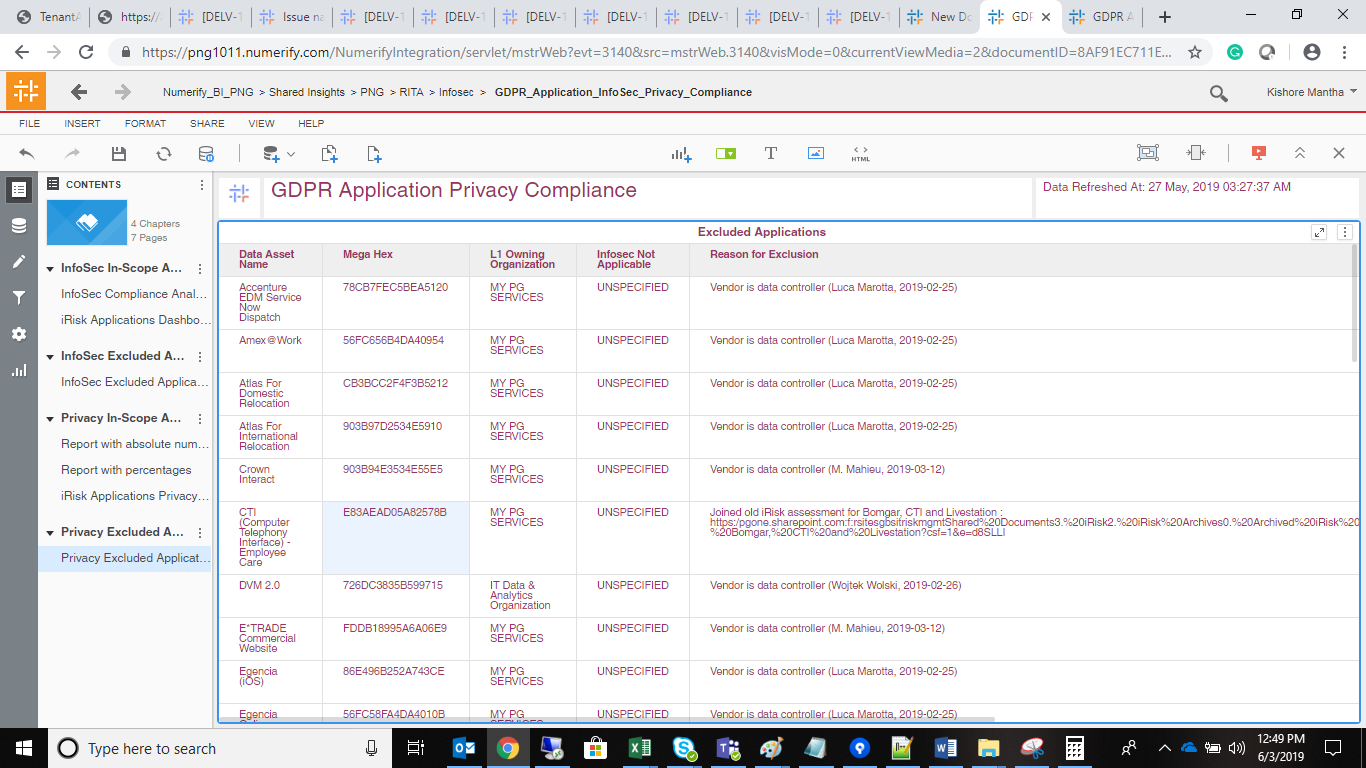 TenantA
https:/
[DELV-1
Issue na
[DELV-1
[DELV-1
[DELV-1
[DELV-1
[DELV-1
[DELV-1
[DELV-1
New Do
GDP
GDPR A
https://png1011.numerify.com/NumerifyIntegration/servlet/mstrWeb?evt=3140&src=mstrWeb.3140&visMode=0&currentViewMedia=2&documentID=8AF91EC711E...
Numerify_BI_PNG > Shared Insights > PNG > RITA > Infosec > GDPR_Application_InfoSec_Privacy_Compliance
Kishore Mantha
FILE INSERT FORMAT SHARE VIEW HELP
HTML
CONTENTS
4 Chapters
7 Pages
InfoSec In-Scope A...
InfoSec Compliance Anal...
iRisk Applications Dashbo...
InfoSec Excluded A...
InfoSec Excluded Applica...
Privacy In-Scope A...
Report with absolute num...
Report with percentages
iRisk Applications Privacy...
Privacy Excluded A...
Privacy Excluded Applicat...
GDPR Application Privacy Compliance
Data Refreshed At: 27 May, 2019 03:27:37 AM
Excluded Applications
Data Asset Name
Mega Hex
L1 Owning Organization
Infosec Not Applicable
Reason for Exclusion
Accenture EDM Service Now Dispatch
78CB7FEC5BEA5120
MY PG SERVICES
UNSPECIFIED
Vendor is data controller (Luca Marotta, 2019-02-25)
Amex@Work
56FC656B4DA40954
MY PG SERVICES
UNSPECIFIED
Vendor is data controller (Luca Marotta, 2019-02-25)
Atlas For Domestic Relocation
CB3BCC2F4F3B5212
MY PG SERVICES
UNSPECIFIED
Vendor is data controller (Luca Marotta, 2019-02-25)
Atlas For International Relocation
903B97D2534E5910
MY PG SERVICES
UNSPECIFIED
Vendor is data controller (Luca Marotta, 2019-02-25)
Crown Interact
903B94E3534E55E5
MY PG SERVICES
UNSPECIFIED
Vendor is data controller (M. Mahieu, 2019-03-12)
CTI (Computer Telephony Interface) - Employee Care
E83AEAD05A82578B
MY PG SERVICES
UNSPECIFIED
Joined old iRisk assessment for Bomgar, CTI and Livestation :
https:/pgone.sharepoint.com:f:rsitesgbsitriskmgmtShared%20Documents3.%20iRisk2.%20iRisk%20Archives0.%20Archived%20iRisk%20
%20Bomgar,%20CTI%20and%20Livestation?csf=1&e=d8SLLl
DVM 2.0
726DC3835B599715
IT Data & Analytics Organization
UNSPECIFIED
Vendor is data controller (Wojtek Wolski, 2019-02-26)
E*TRADE Commercial Website
FDDB18995A6A06E9
MY PG SERVICES
UNSPECIFIED
Vendor is data controller (M. Mahieu, 2019-03-12)
Egencia (iOS)
86E496B252A743CE
MY PG SERVICES
UNSPECIFIED
Vendor is data controller (Luca Marotta, 2019-02-25)
Egencia
56FC58FA4DA4010B
MY PG
UNSPECIFIED
Vendor is data controller (Luca Marotta, 2019-02-25)
Type here to search
12:49 PM
6/3/2019